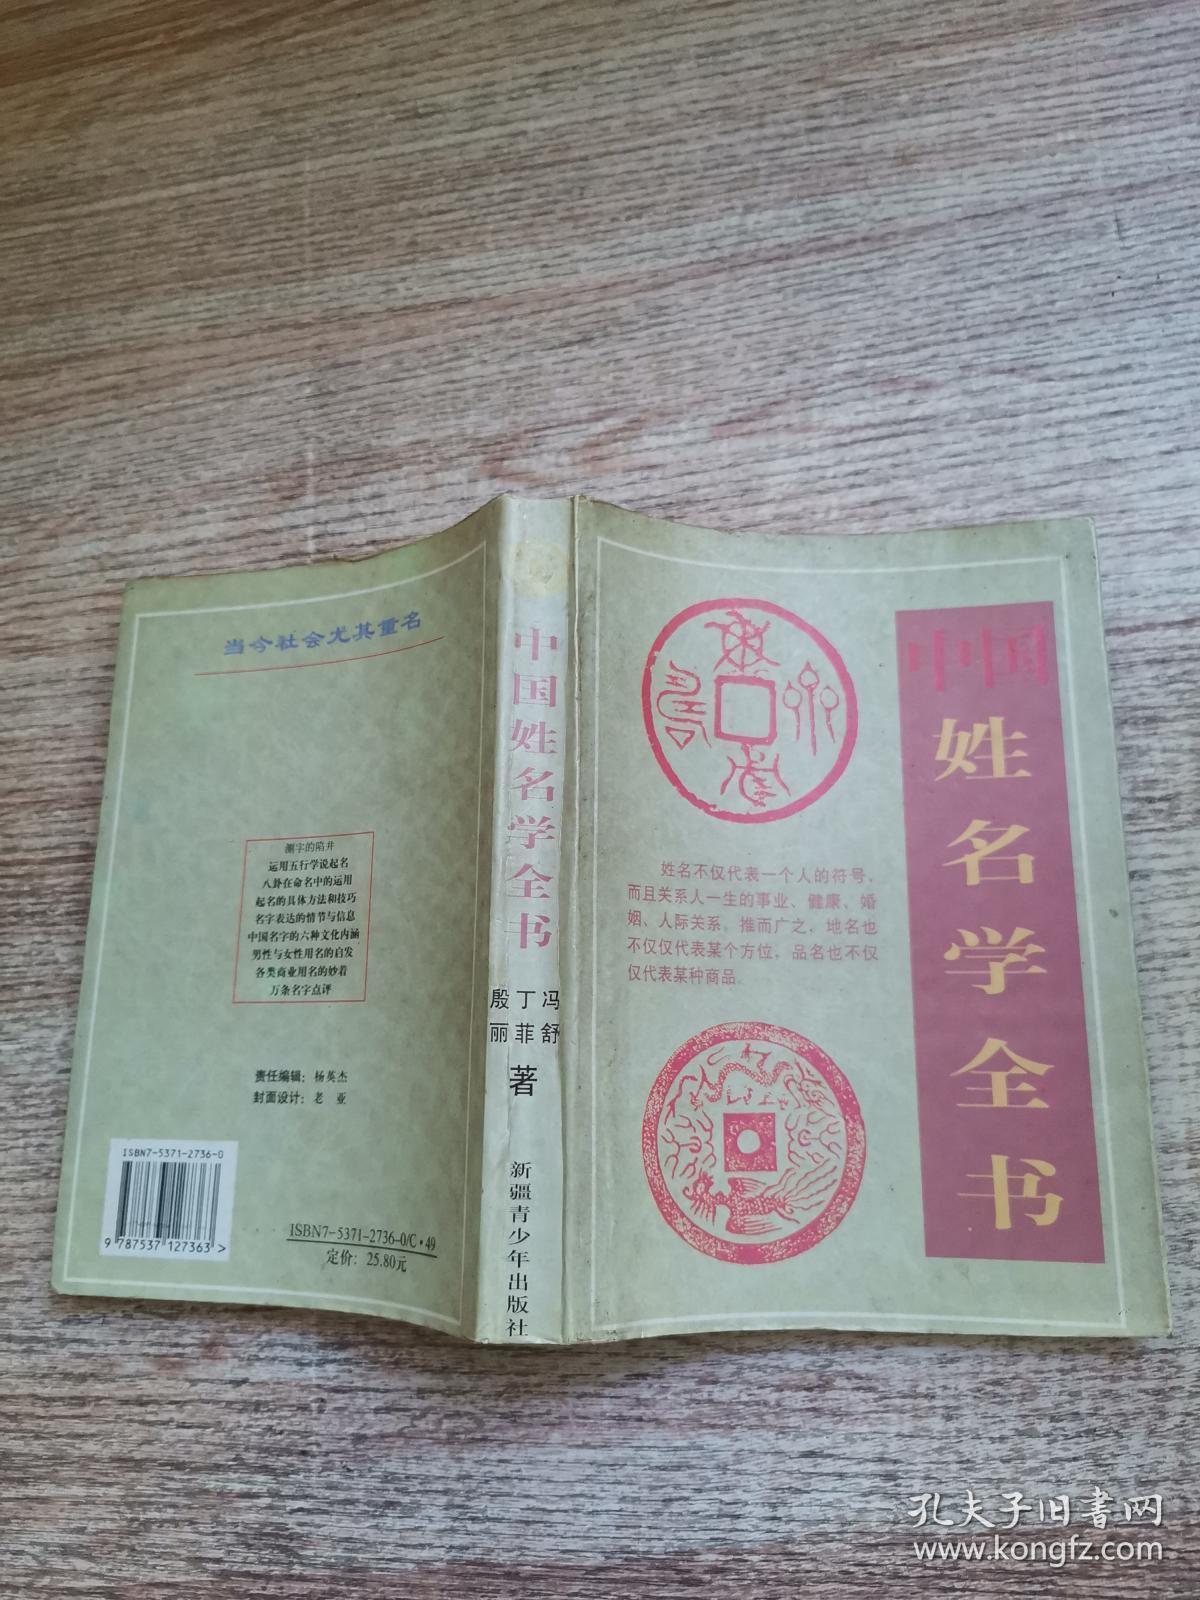 当今社会尤其重名
测字的陷井
运用五行学说起名
八卦在命名中的运用
起名的具体方法和技巧
名字表达的情节与信息
中国名字的六种文化内涵
男性与女性用名的启发
各类商业用名的妙着
万条名字点评
责任编辑：杨英杰
封面设计：老 亚
ISBN7-5371-2736-0
9 787537 127363 >
ISBN7-5371-2736-0/C·49
定价：25.80元
中国姓名学全书
殷 丁 冯
丽 菲 舒
著
新疆青少年出版社
中国
姓名学全书
姓名不仅代表一个人的符号，
而且关系人一生的事业、健康、婚
姻、人际关系。推而广之，地名也
不仅仅代表某个方位，品名也不仅
仅代表某种商品。
孔夫子旧书网
www.kongfz.com